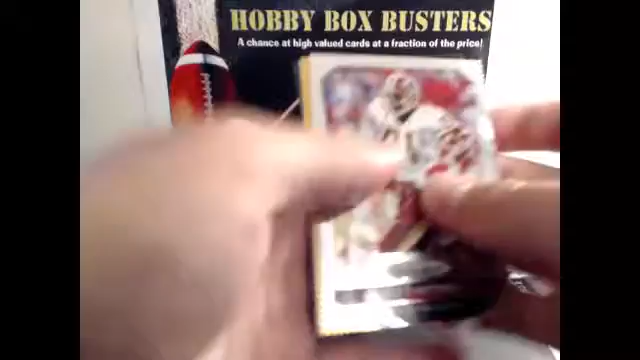 HOBBY BOX BUSTERS
A chance at high valued cards at a fraction of the price!